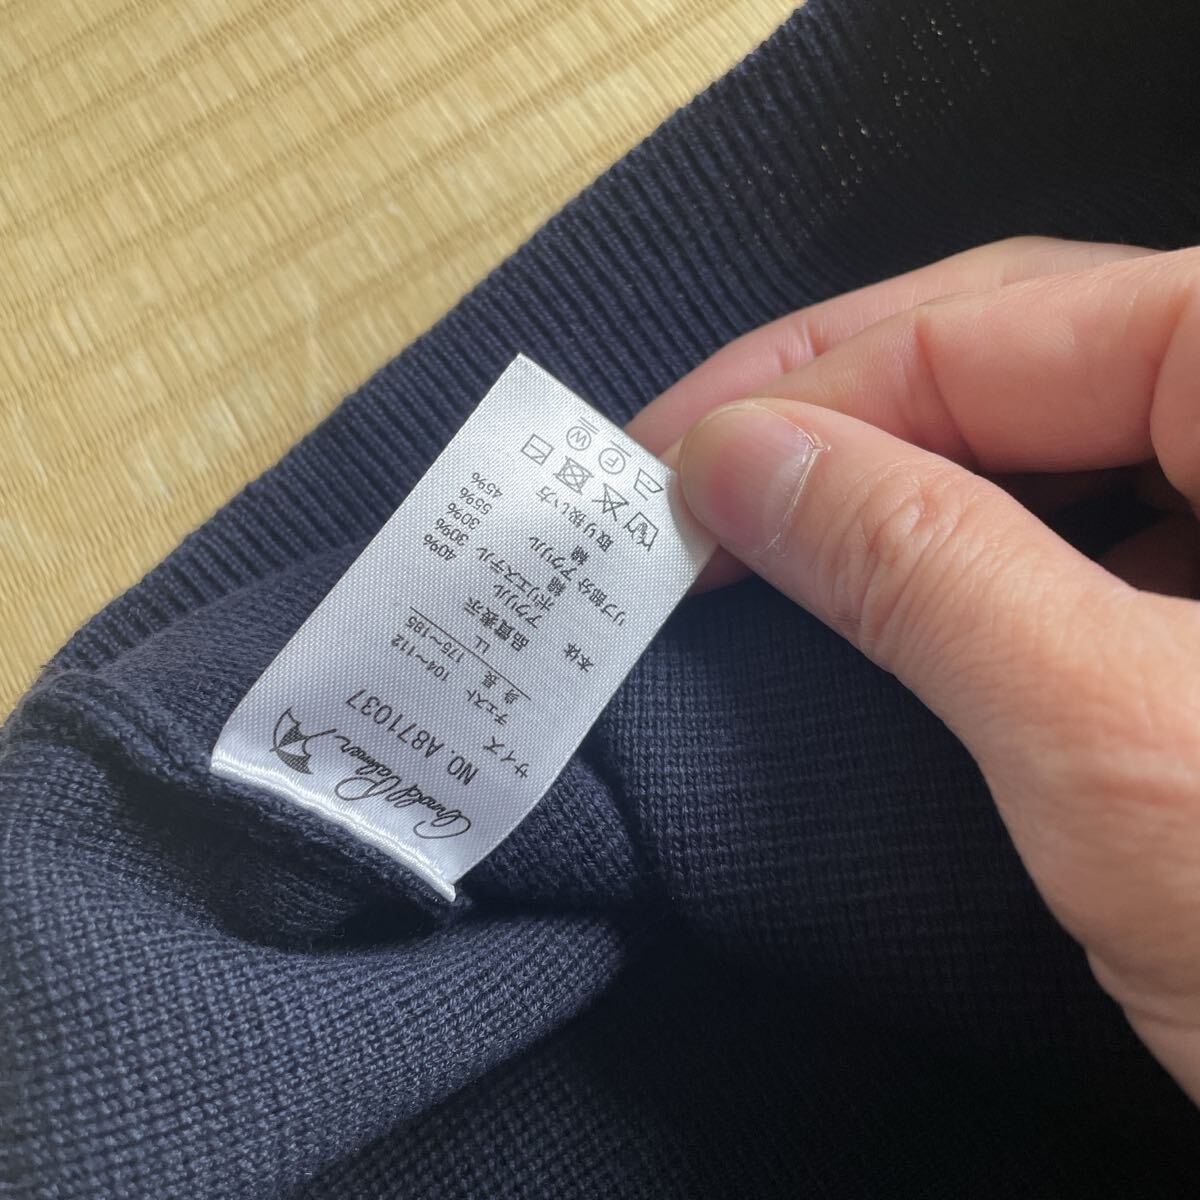 Arnold Palmer
NO. A871037
サイズ
チェスト 104〜112
身 長 175〜185
LL
品質表示
本体 アクリル 40%
ポリエステル 30%
綿 30%
リブ部分 アクリル 55%
綿 45%
取り扱い方
F W